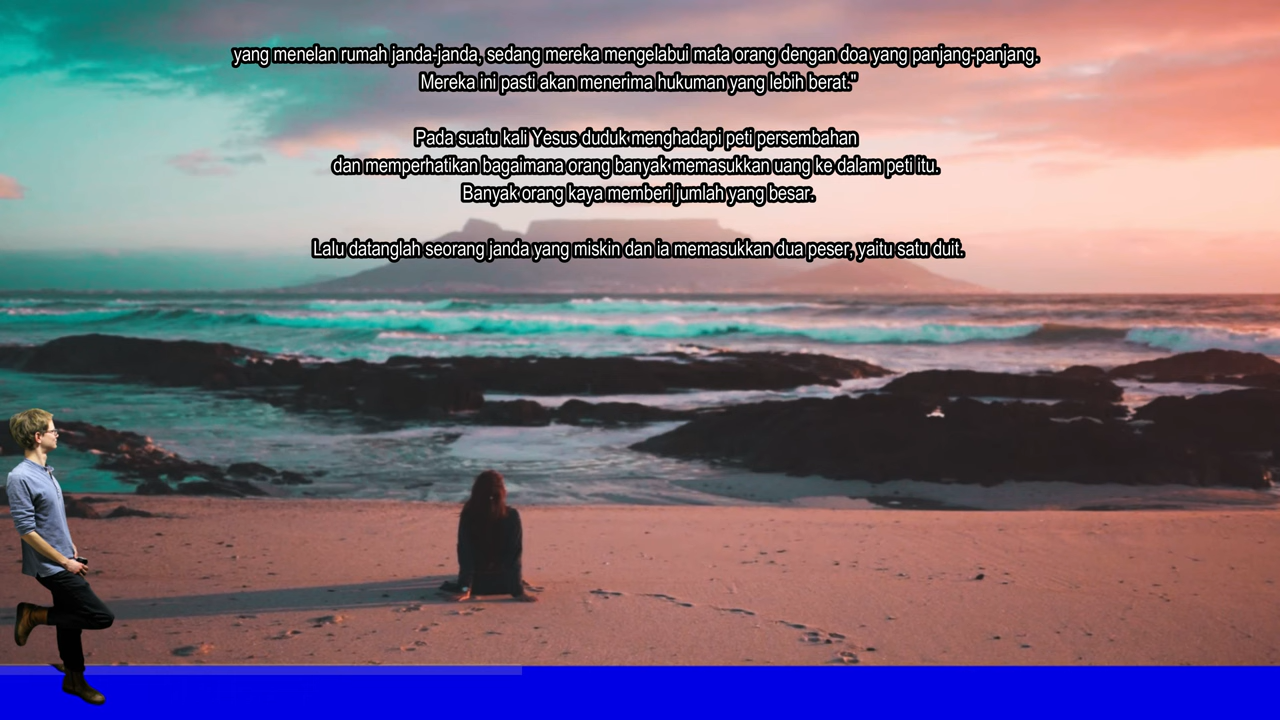 yang menelan rumah janda-janda, sedang mereka mengelabui mata orang dengan doa yang panjang-panjang.
Mereka ini pasti akan menerima hukuman yang lebih berat."
Pada suatu kali Yesus duduk menghadapi peti persembahan
dan memperhatikan bagaimana orang banyak memasukkan uang ke dalam peti itu.
Banyak orang kaya memberi jumlah yang besar.
Lalu datanglah seorang janda yang miskin dan ia memasukkan dua peser, yaitu satu duit.